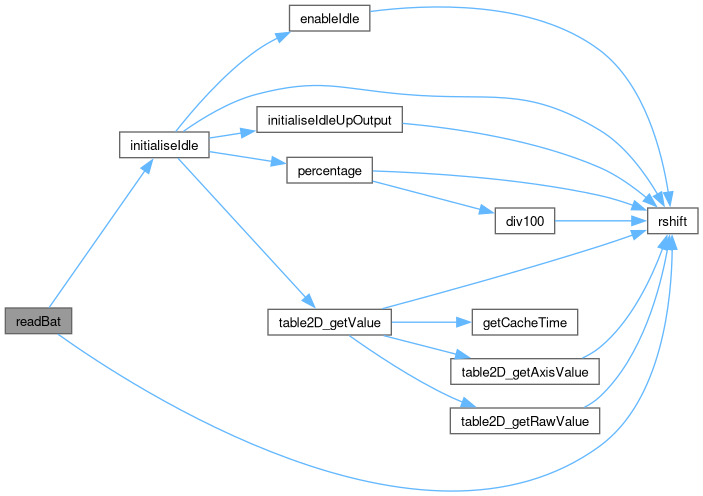 enableIdle
initialiseIdleUpOutput
initialiseIdle
percentage
div100
rshift
readBat
table2D_getValue
getCacheTime
table2D_getAxisValue
table2D_getRawValue